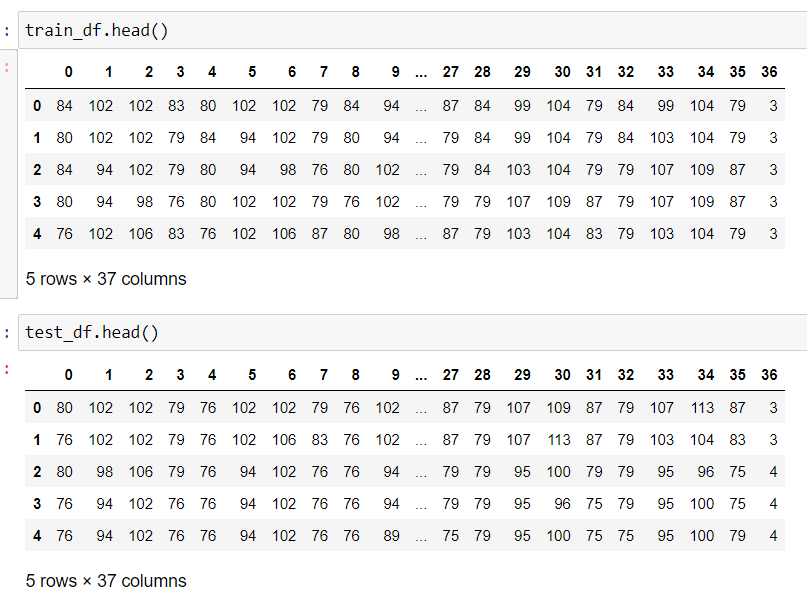 : train_df.head()
: 0 1 2 3 4 5 6 7 8 9 ... 27 28 29 30 31 32 33 34 35 36
0 84 102 102 83 80 102 102 79 84 94 ... 87 84 99 104 79 84 99 104 79 3
1 80 102 102 79 84 94 102 79 80 94 ... 79 84 99 104 79 84 103 104 79 3
2 84 94 102 79 80 94 98 76 80 102 ... 79 84 103 104 79 79 107 109 87 3
3 80 94 98 76 80 102 102 79 76 102 ... 79 79 107 109 87 79 107 109 87 3
4 76 102 106 83 76 102 106 87 80 98 ... 87 79 103 104 83 79 103 104 79 3
5 rows × 37 columns
: test_df.head()
: 0 1 2 3 4 5 6 7 8 9 ... 27 28 29 30 31 32 33 34 35 36
0 80 102 102 79 76 102 102 79 76 102 ... 87 79 107 109 87 79 107 113 87 3
1 76 102 102 79 76 102 106 83 76 102 ... 87 79 107 113 87 79 103 104 83 3
2 80 98 106 79 76 94 102 76 76 94 ... 79 79 95 100 79 79 95 96 75 4
3 76 94 102 76 76 94 102 76 76 94 ... 79 79 95 96 75 79 95 100 75 4
4 76 94 102 76 76 94 102 76 76 89 ... 75 79 95 100 75 75 95 100 79 4
5 rows × 37 columns